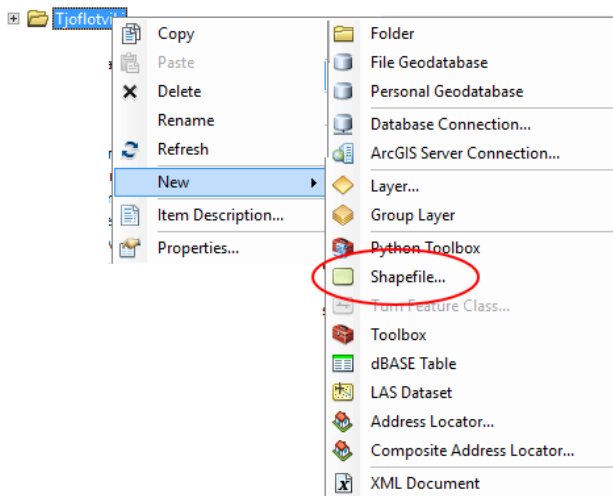 Tjoflotviki
Copy
Paste
Delete
Rename
Refresh
New
Item Description...
Properties...
Folder
File Geodatabase
Personal Geodatabase
Database Connection...
ArcGIS Server Connection...
Layer...
Group Layer
Python Toolbox
Shapefile...
Turn Feature Class...
Toolbox
dBASE Table
LAS Dataset
Address Locator...
Composite Address Locator...
XML Document